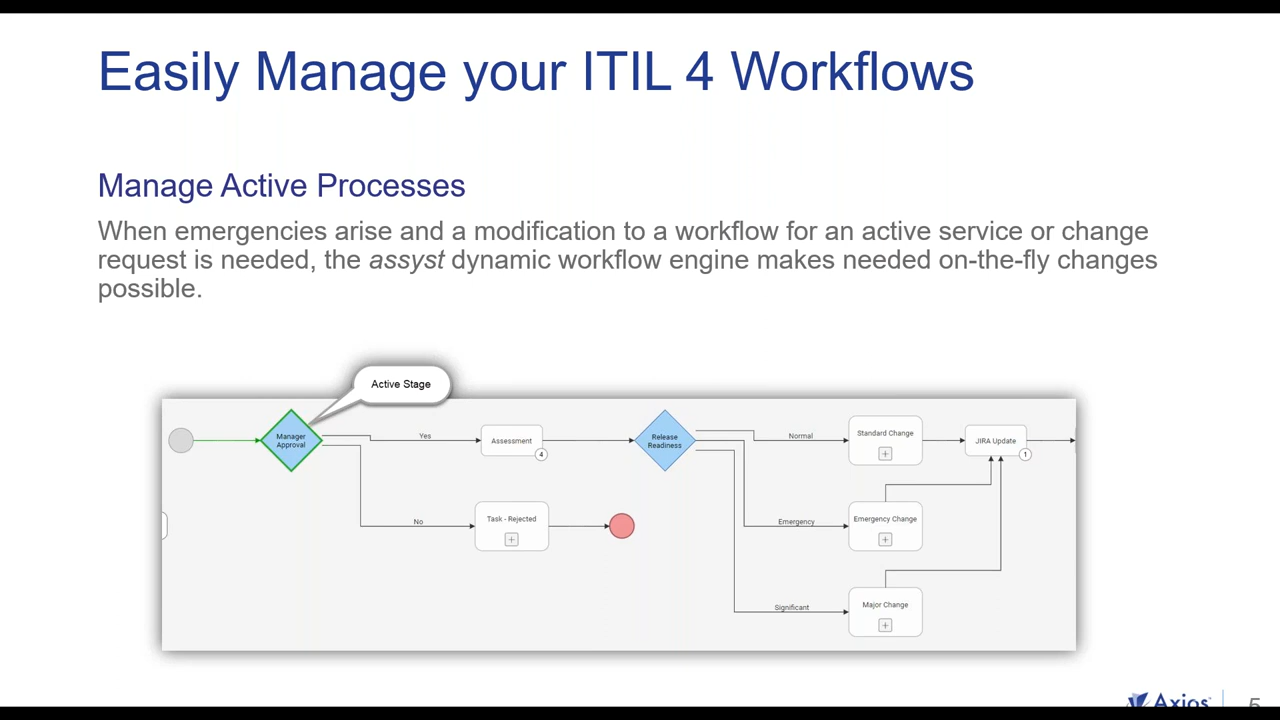 Easily Manage your ITIL 4 Workflows
Manage Active Processes
When emergencies arise and a modification to a workflow for an active service or change
request is needed, the assyst dynamic workflow engine makes needed on-the-fly changes
possible.
Active Stage
Manager
Approval
Yes
Assessment
4
Release
Readiness
Normal
Standard Change
+
JIRA Update
1
No
Task - Rejected
+
Emergency
Emergency Change
+
Significant
Major Change
+
Axios
5